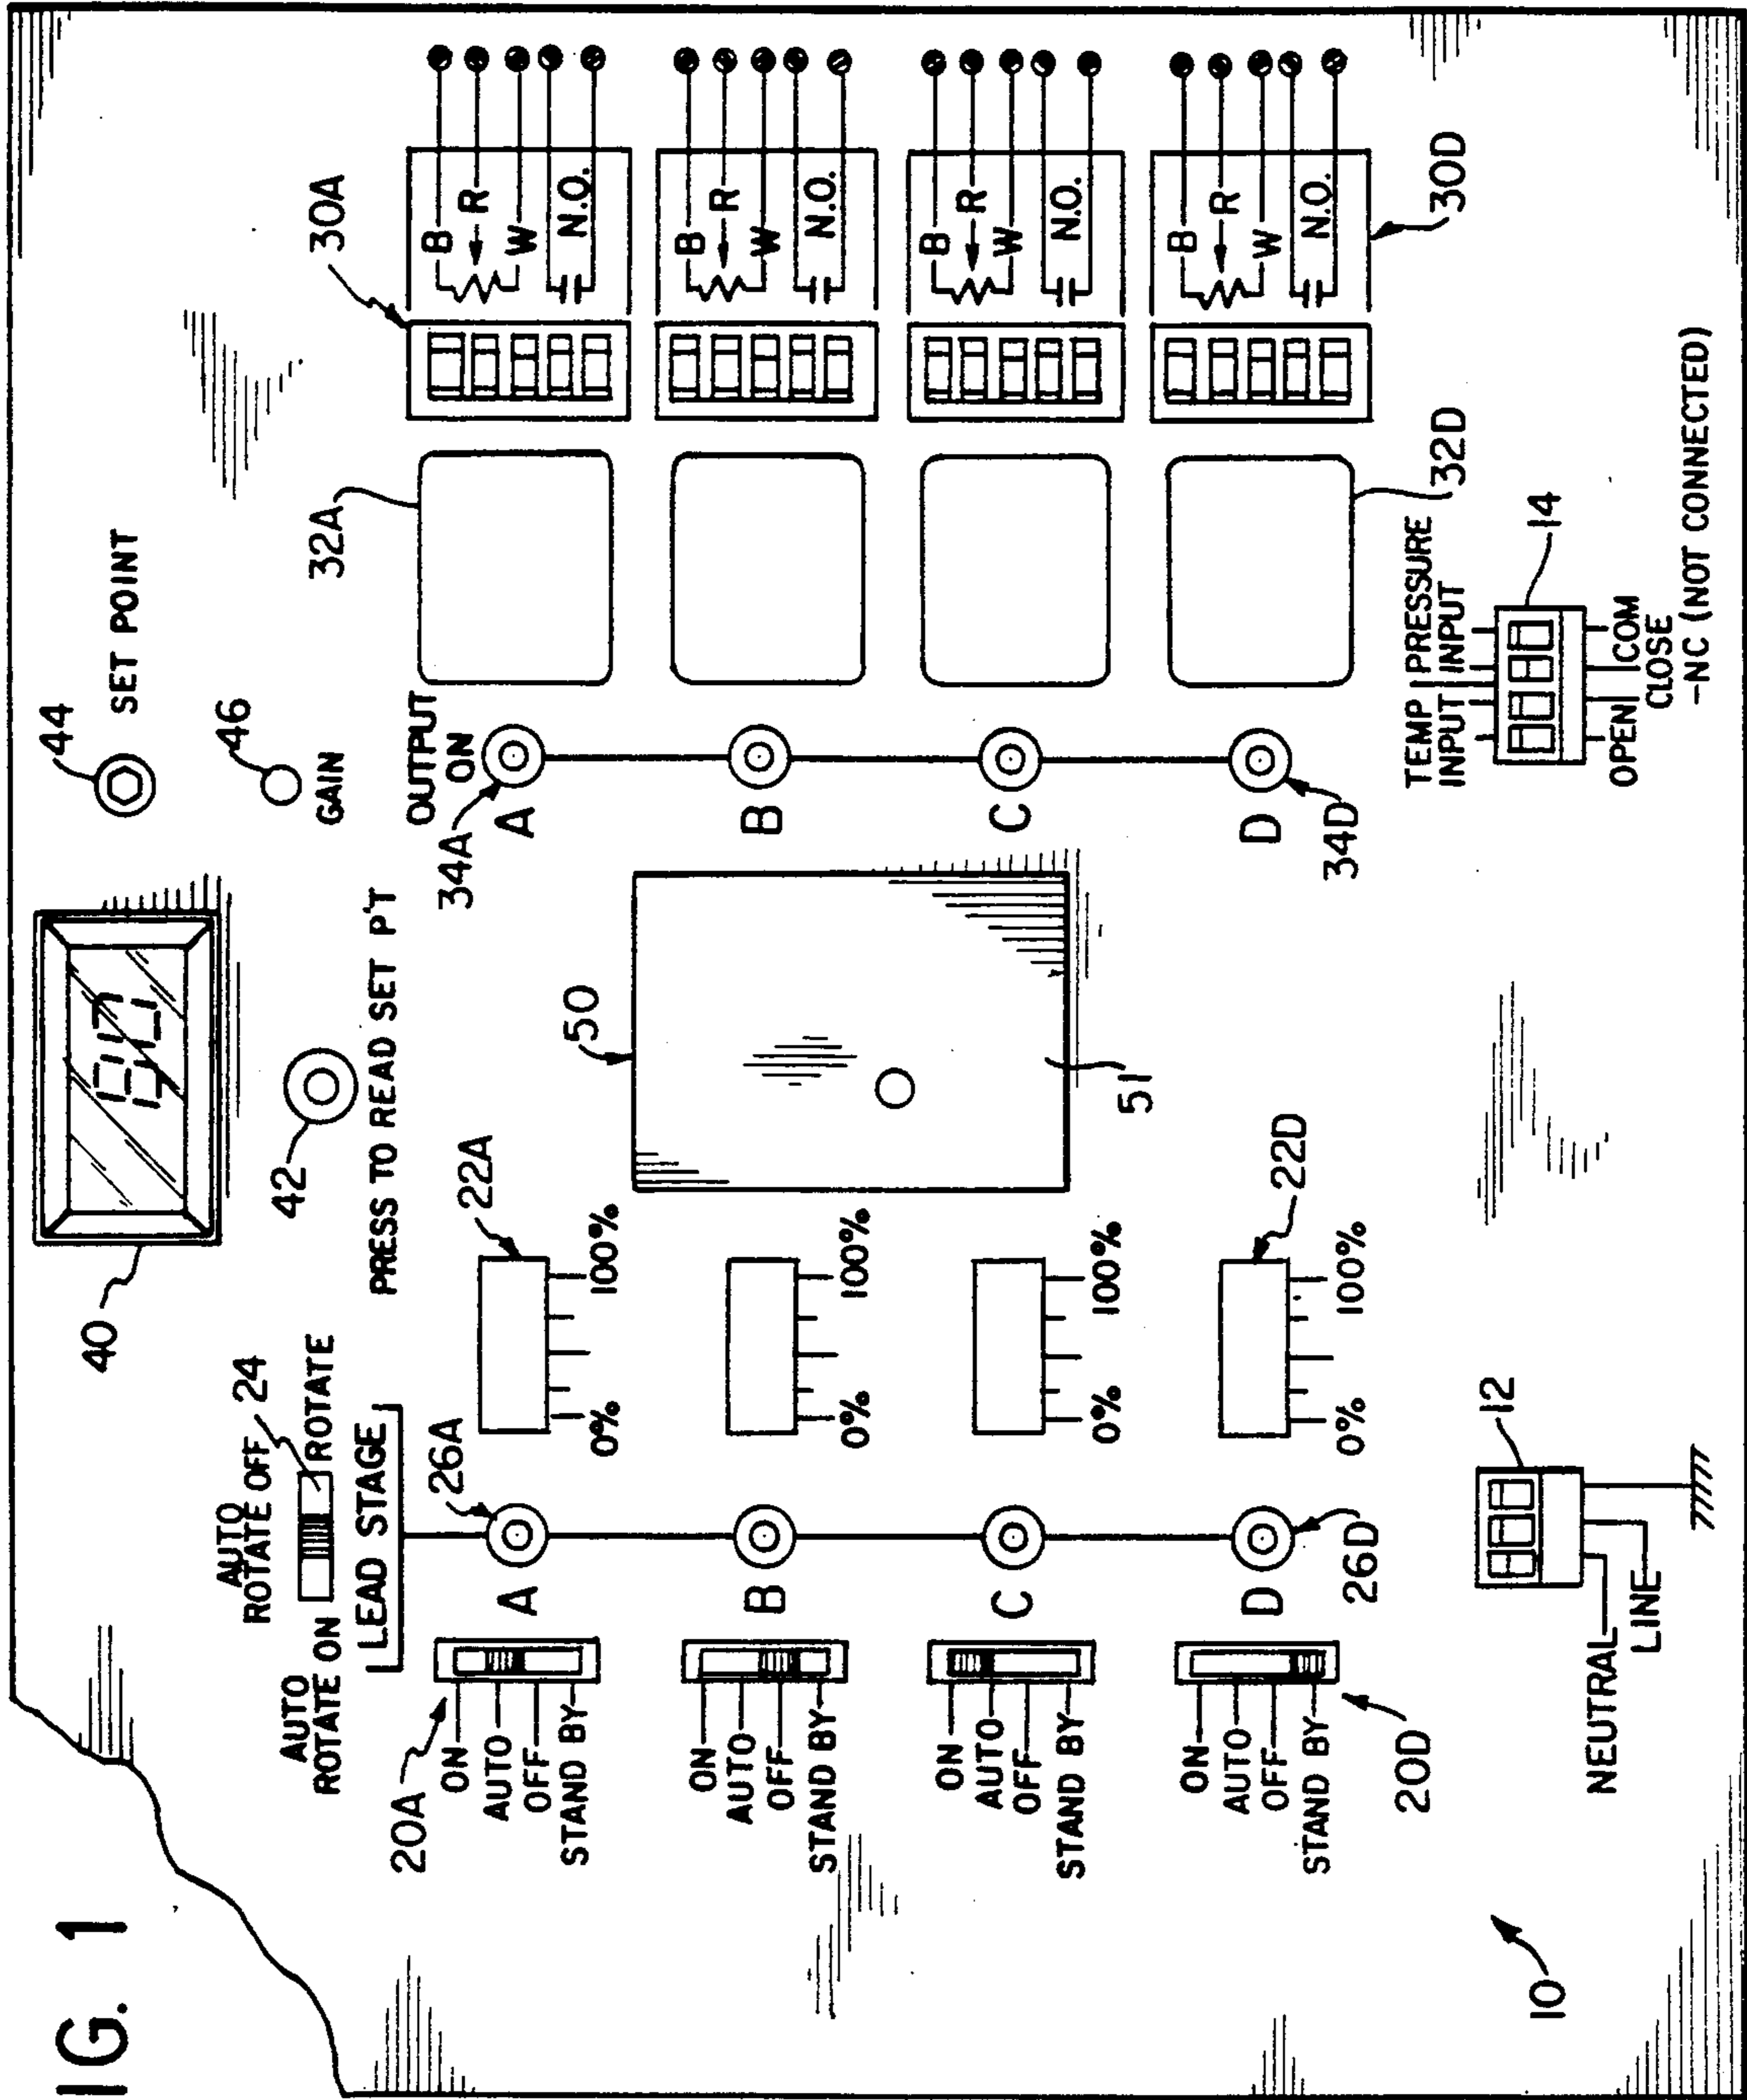 IG. 1
40
44
SET POINT
42
46
GAIN
PRESS TO READ SET P'T
AUTO
ROTATE OFF
24
AUTO
ROTATE ON
ROTATE
LEAD STAGE
OUTPUT
ON
20A
ON
AUTO
OFF
STAND BY
A
26A
22A
0%
100%
34A
A
32A
30A
B
R
W
N.O.
ON
AUTO
OFF
STAND BY
B
0%
100%
50
B
B
R
W
N.O.
ON
AUTO
OFF
STAND BY
C
0%
100%
51
C
B
R
W
N.O.
ON
AUTO
OFF
STAND BY
20D
D
26D
22D
0%
100%
D
34D
32D
B
R
W
N.O.
30D
12
NEUTRAL
LINE
TEMP
INPUT
PRESSURE
INPUT
14
OPEN
COM
CLOSE
-NC (NOT CONNECTED)
10